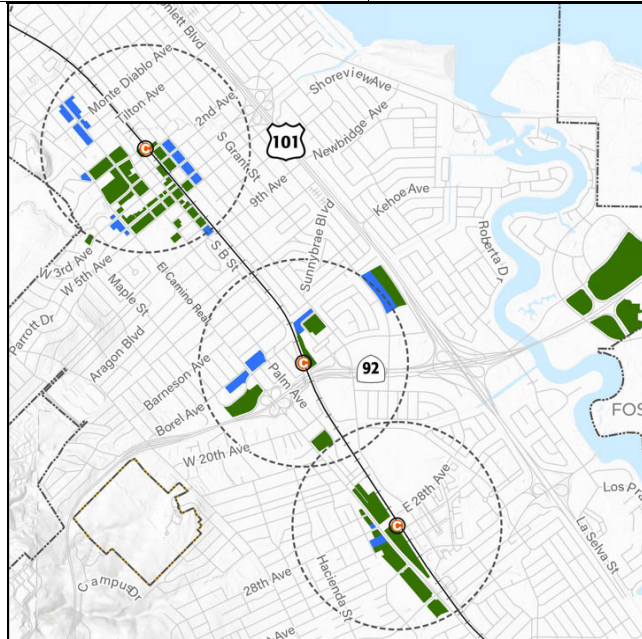 Monte Diablo Ave
Tilton Ave
2nd Ave
Shoreview Ave
101
S Grant St
Newbridge Ave
9th Ave
Kehoe Ave
Sunnybrae Blvd
Roberta Dr
W 3rd Ave
W 5th Ave
S B St
El Camino Real
Maple St
Parrott Dr
Aragon Blvd
Barneson Ave
Palm Ave
92
Borel Ave
FOS
W 20th Ave
E 28th Ave
Los Pr
La Selva St
Campus Dr
28th Ave
Hacienda St
C
C
C